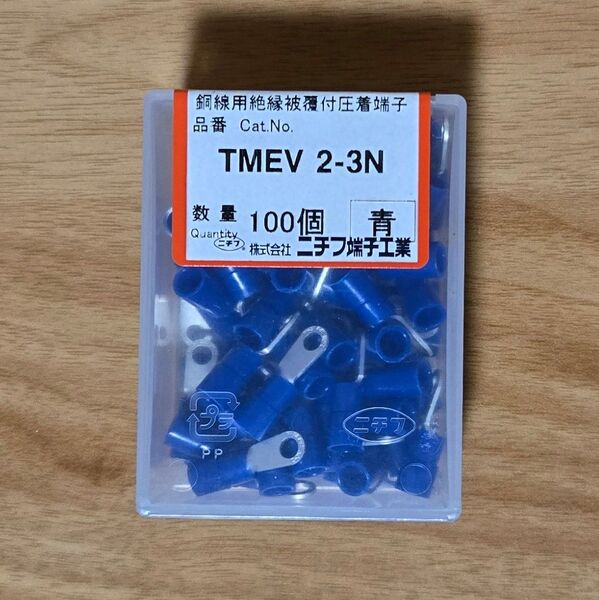 銅線用絶縁被覆付圧着端子
品番 Cat.No.
TMEV 2-3N
数量 100個 青
Quantity
ニチフ® 株式会社 ニチフ端子工業
プラ
PP
ニチフ